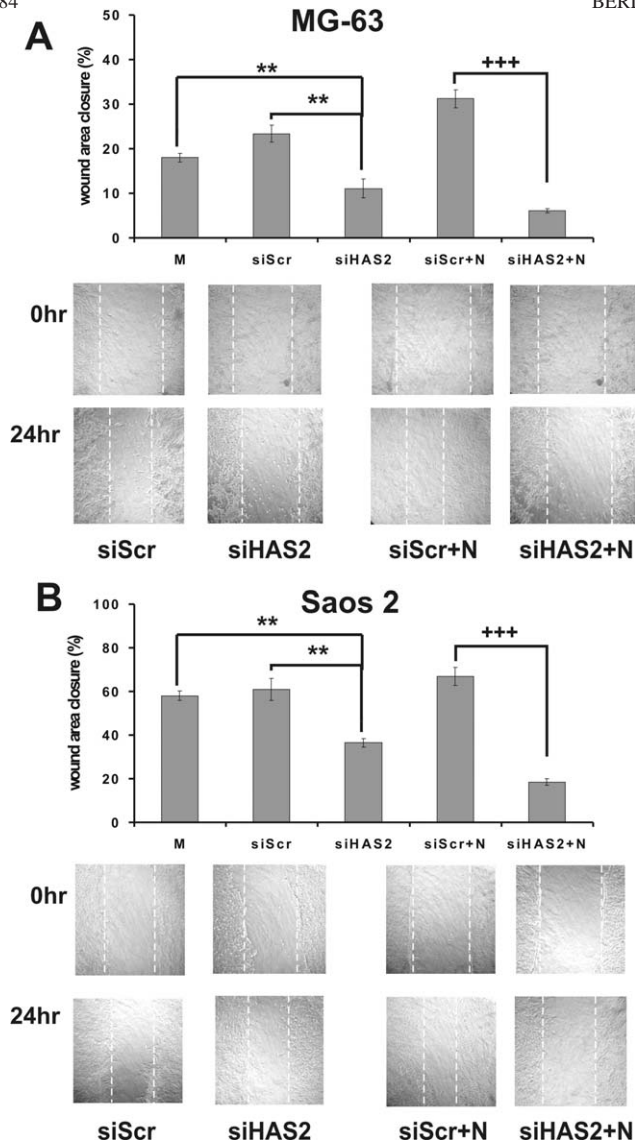 84 BERD
A MG-63
50
40
30
20
10
0
wound area closure (%)
** ** +++
M siScr siHAS2 siScr+N siHAS2+N
0hr
24hr
siScr siHAS2 siScr+N siHAS2+N
B Saos 2
100
80
60
40
20
0
wound area closure (%)
** ** +++
M siScr siHAS2 siScr+N siHAS2+N
0hr
24hr
siScr siHAS2 siScr+N siHAS2+N